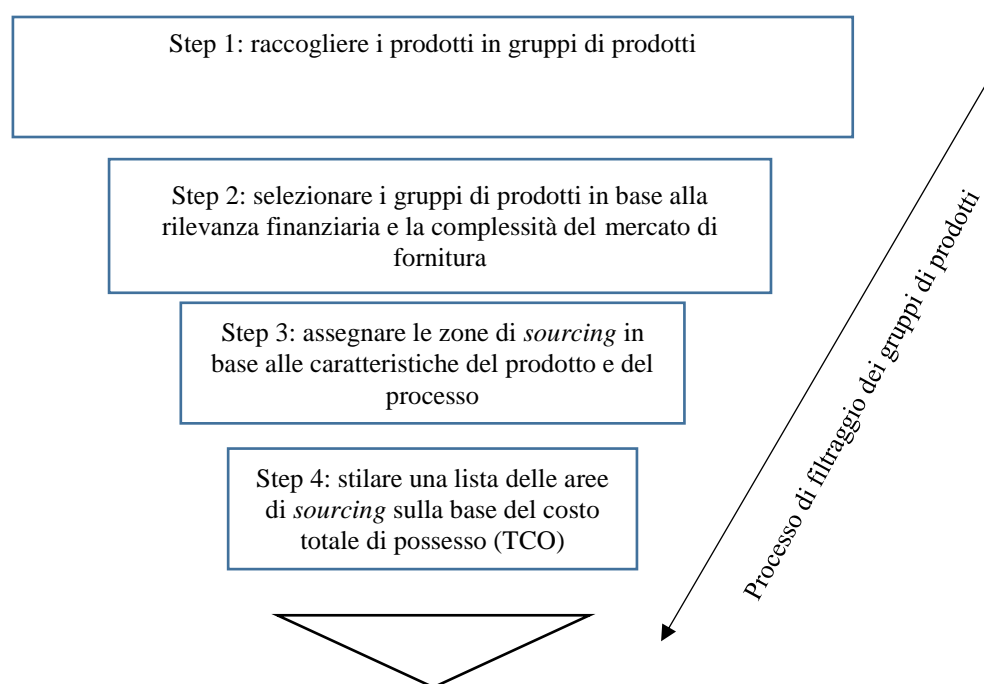 Step 1: raccogliere i prodotti in gruppi di prodotti
Step 2: selezionare i gruppi di prodotti in base alla
rilevanza finanziaria e la complessità del mercato di
fornitura
Step 3: assegnare le zone di sourcing in
base alle caratteristiche del prodotto e del
processo
Step 4: stilare una lista delle aree
di sourcing sulla base del costo
totale di possesso (TCO)
Processo di filtraggio dei gruppi di prodotti